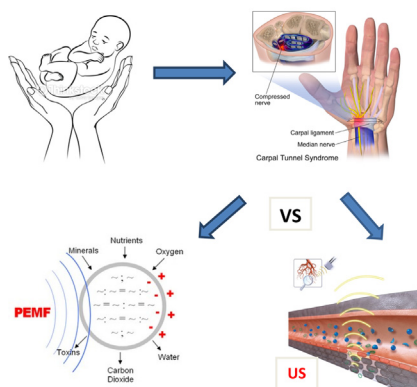 Compressed
nerve
Carpal ligament
Median nerve
Carpal Tunnel Syndrome
VS
Nutrients
Minerals
Oxygen
PEMF
Toxins
Water
Carbon
Dioxide
US